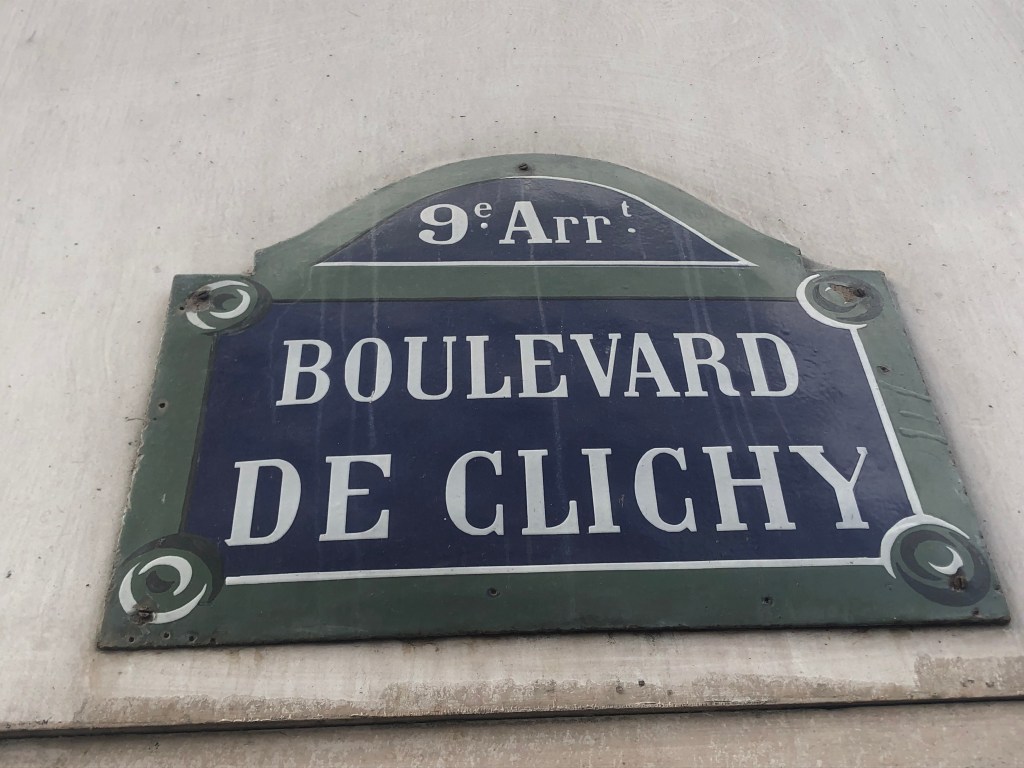 9e. Arrt.
BOULEVARD
DE CLICHY